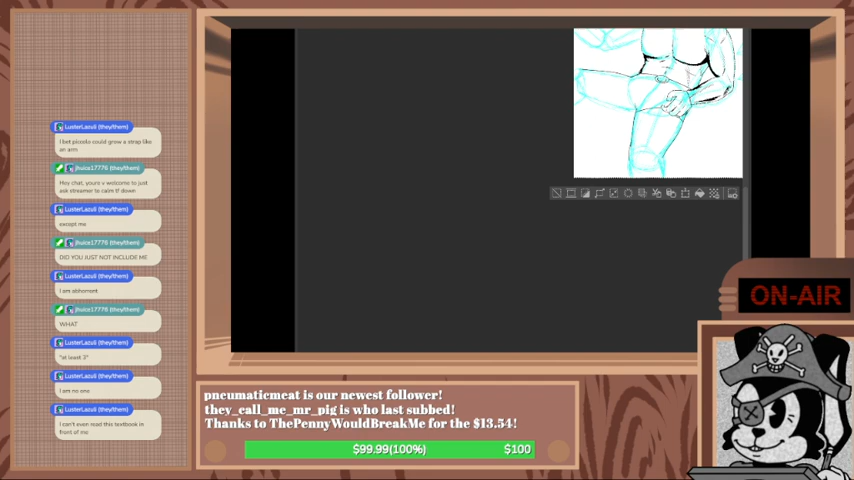 LusterLazuli (they/them)
I bet piccolo could grow a strap like
an arm
jhuice17776 (they/them)
Hey chat, youre v welcome to just
ask streamer to calm tf down
LusterLazuli (they/them)
except me
jhuice17776 (they/them)
DID YOU JUST NOT INCLUDE ME
LusterLazuli (they/them)
I am abhorrent
jhuice17776 (they/them)
WHAT
LusterLazuli (they/them)
LusterLazuli (they/them)
I am no one
LusterLazuli (they/them)
I can't even read this textbook in
front of me
ON-AIR
pneumaticmeat is our newest follower!
they_call_me_mr_pig is who last subbed!
Thanks to ThePennyWouldBreakMe for the $13.54!
$99.99(100%) $100